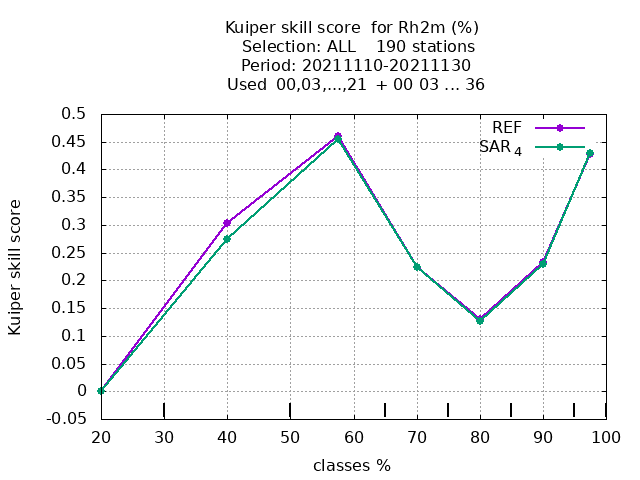 Kuiper skill score for Rh2m (%)
Selection: ALL 190 stations
Period: 20211110-20211130
Used 00,03,...,21 + 00 03 ... 36
REF
SAR 4
Kuiper skill score
0.5
0.45
0.4
0.35
0.3
0.25
0.2
0.15
0.1
0.05
0
-0.05
20 30 40 50 60 70 80 90 100
classes %